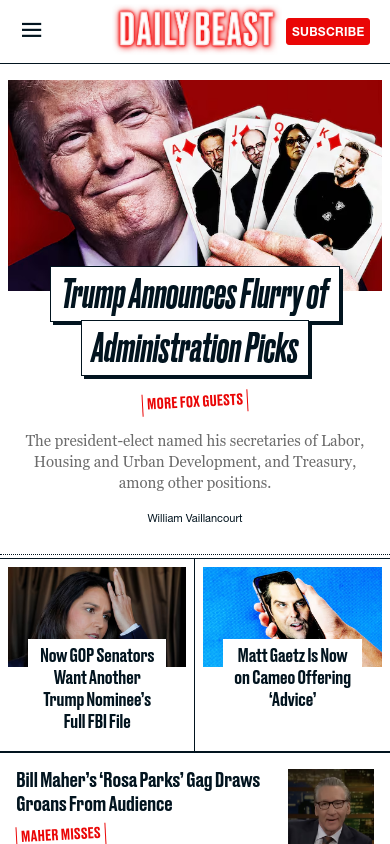 DAILY BEAST
SUBSCRIBE
A
J
Q
K
Trump Announces Flurry of
Administration Picks
MORE FOX GUESTS
The president-elect named his secretaries of Labor,
Housing and Urban Development, and Treasury,
among other positions.
William Vaillancourt
Now GOP Senators
Want Another
Trump Nominee’s
Full FBI File
Matt Gaetz Is Now
on Cameo Offering
‘Advice’
Bill Maher’s ‘Rosa Parks’ Gag Draws
Groans From Audience
MAHER MISSES